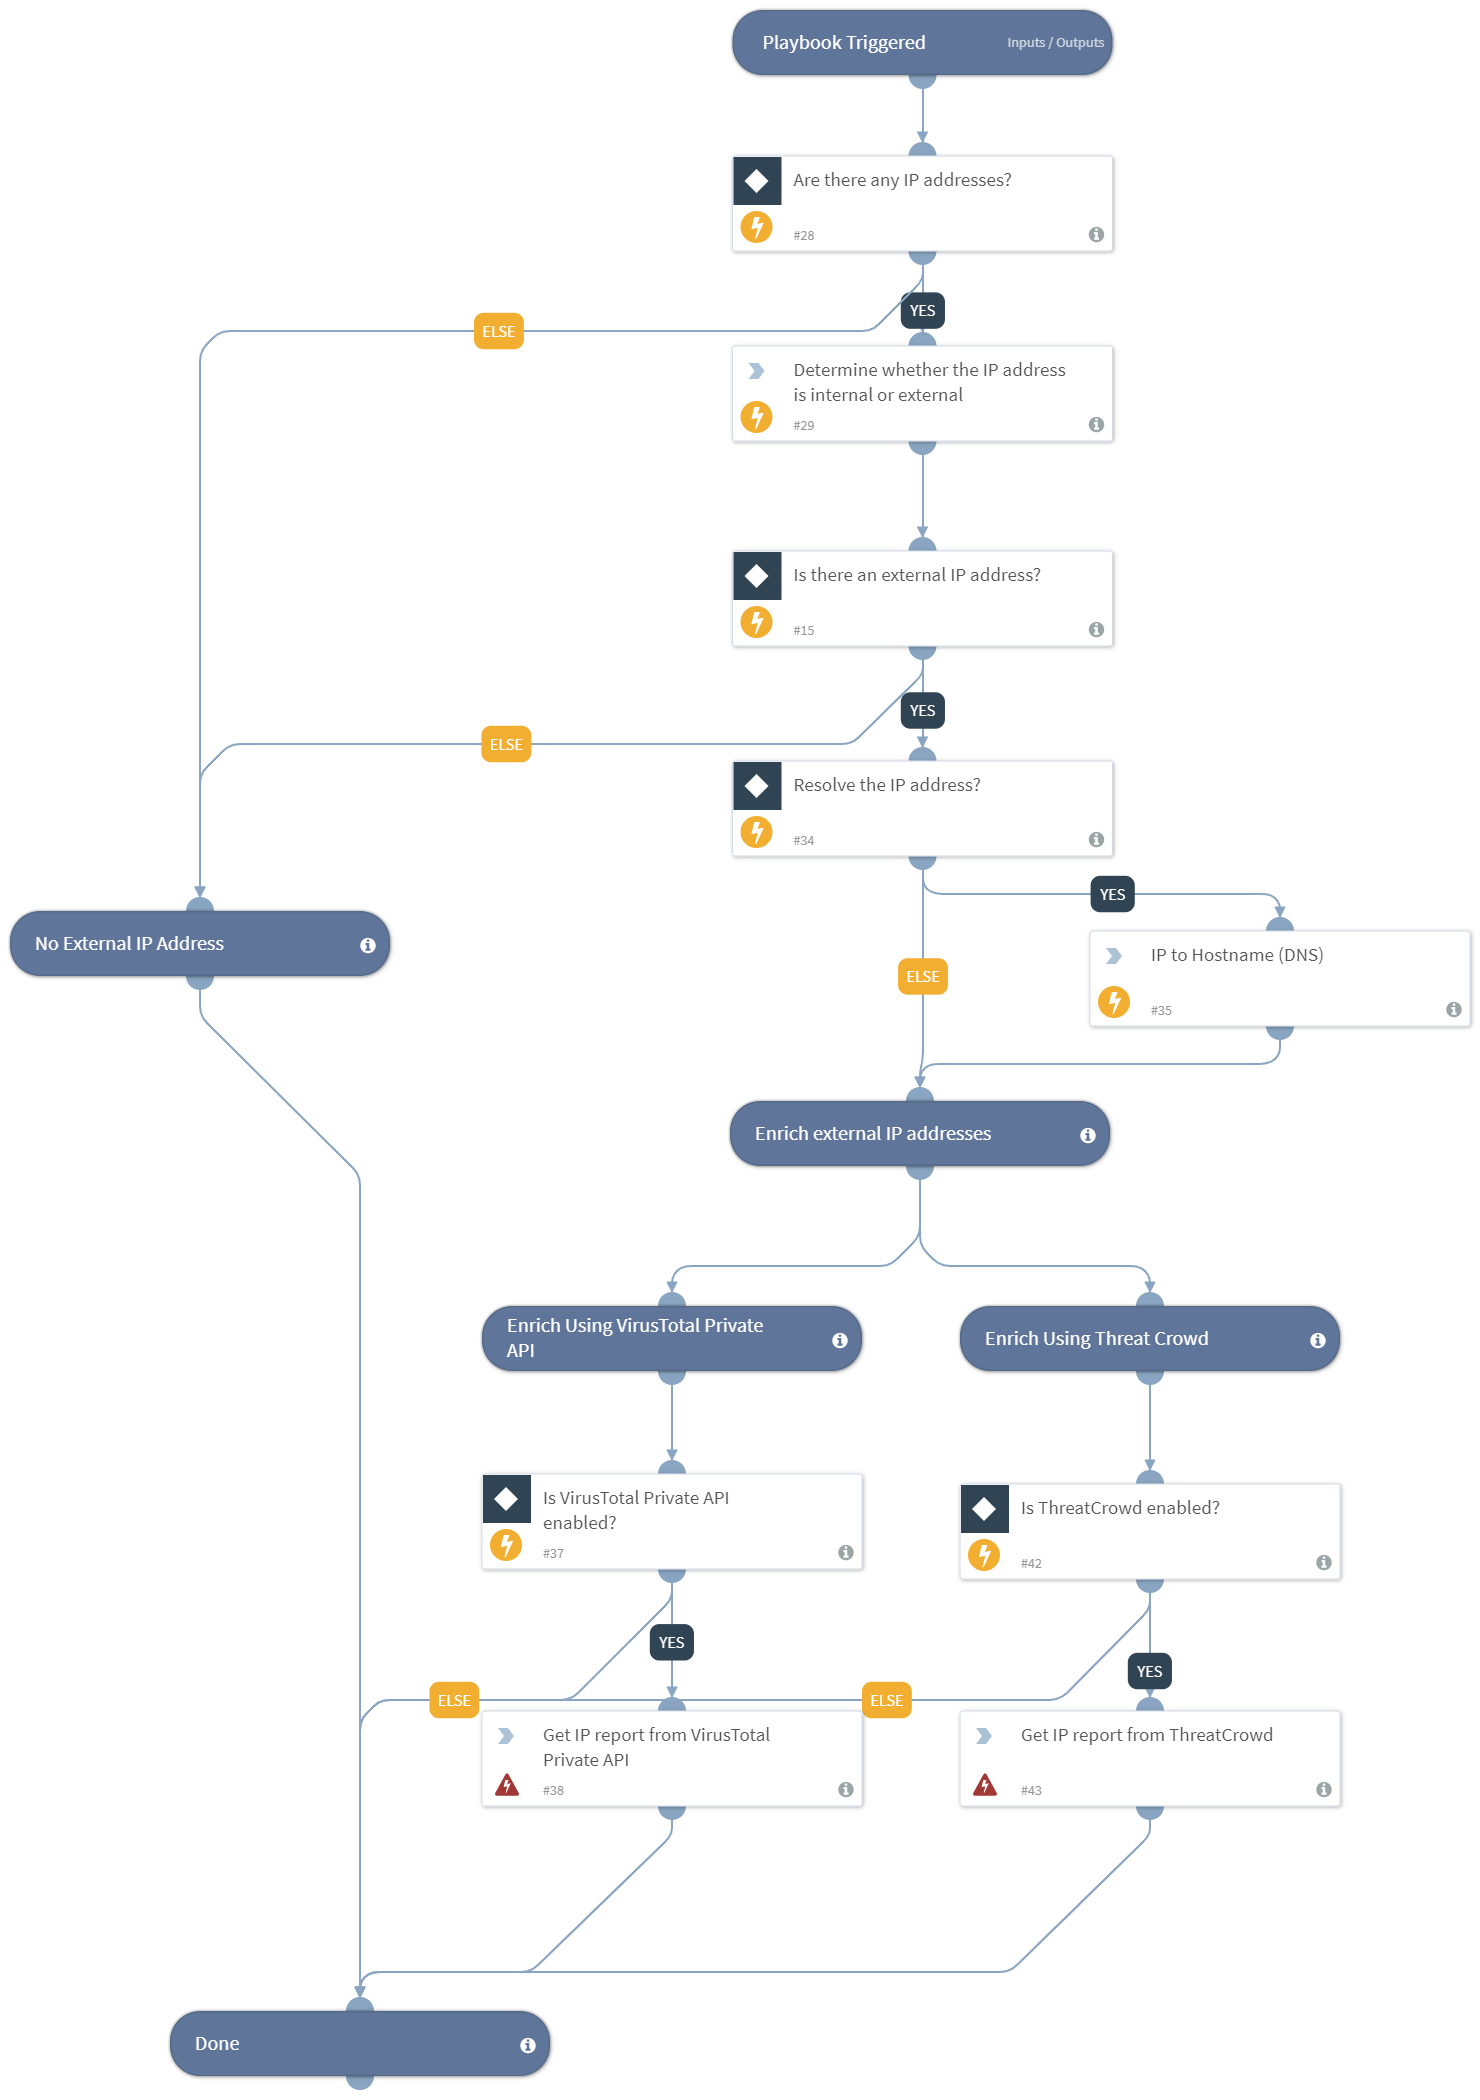 Playbook Triggered
Inputs / Outputs
Are there any IP addresses?
#28
YES
ELSE
Determine whether the IP address
is internal or external
#29
Is there an external IP address?
#15
YES
ELSE
Resolve the IP address?
#34
YES
No External IP Address
IP to Hostname (DNS)
ELSE
#35
Enrich external IP addresses
Enrich Using VirusTotal Private
API
Enrich Using Threat Crowd
Is VirusTotal Private API
enabled?
#37
Is ThreatCrowd enabled?
#42
YES
YES
ELSE
ELSE
Get IP report from VirusTotal
Private API
#38
Get IP report from ThreatCrowd
#43
Done